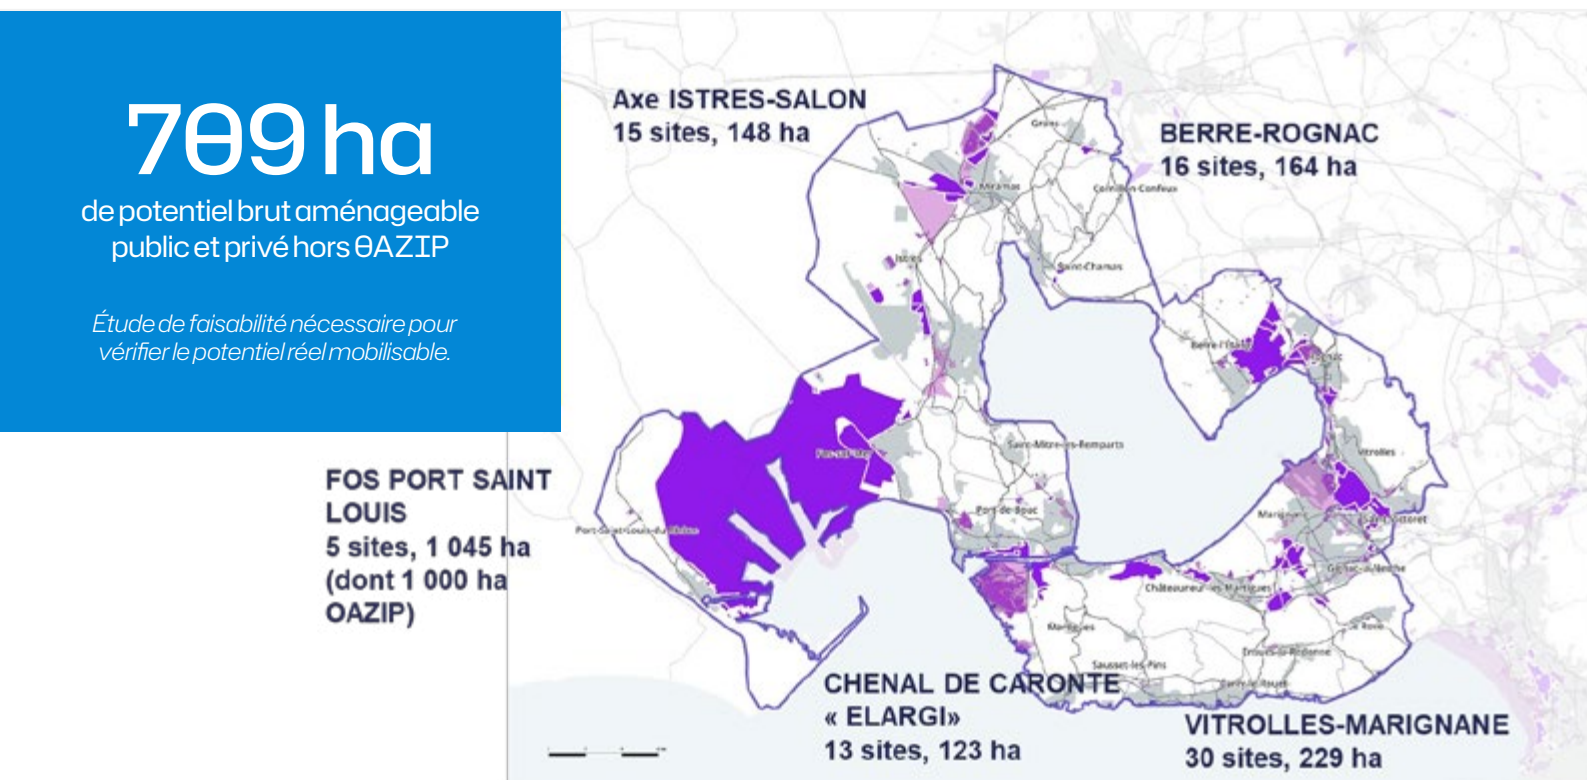 709 ha
de potentiel brut aménageable
public et privé hors OAZIP
Étude de faisabilité nécessaire pour
vérifier le potentiel réel mobilisable.
Axe ISTRES-SALON
15 sites, 148 ha
BERRE-ROGNAC
16 sites, 164 ha
FOS PORT SAINT
LOUIS
5 sites, 1 045 ha
(dont 1 000 ha
OAZIP)
CHENAL DE CARONTE
« ELARGI»
13 sites, 123 ha
VITROLLES-MARIGNANE
30 sites, 229 ha
Grans
Miramas
Cornillon-Confoux
Istres
Saint-Chamas
Berre-l'Étang
Rognac
Fos-sur-Mer
Saint-Mitre-les-Remparts
Vitrolles
Port-de-Bouc
Marignane
Saint-Victoret
Port-Saint-Louis-du-Rhône
Châteauneuf-les-Martigues
Gignac-la-Nerthe
Martigues
Le Rove
Sausset-les-Pins
Ensuès-la-Redonne
Carry-le-Rouet